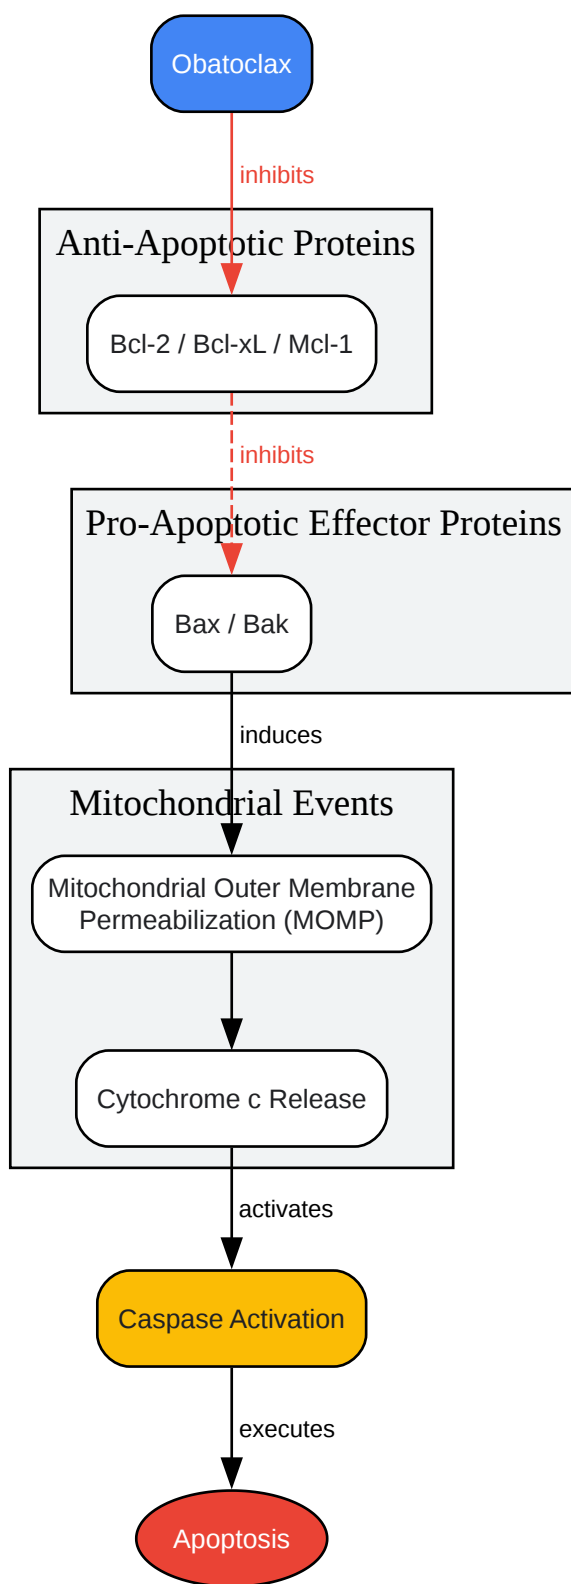 Obatoclax
inhibits
Anti-Apoptotic Proteins
Bcl-2 / Bcl-xL / Mcl-1
inhibits
Pro-Apoptotic Effector Proteins
Bax / Bak
induces
Mitochondrial Events
Mitochondrial Outer Membrane
Permeabilization (MOMP)
Cytochrome c Release
activates
Caspase Activation
executes
Apoptosis